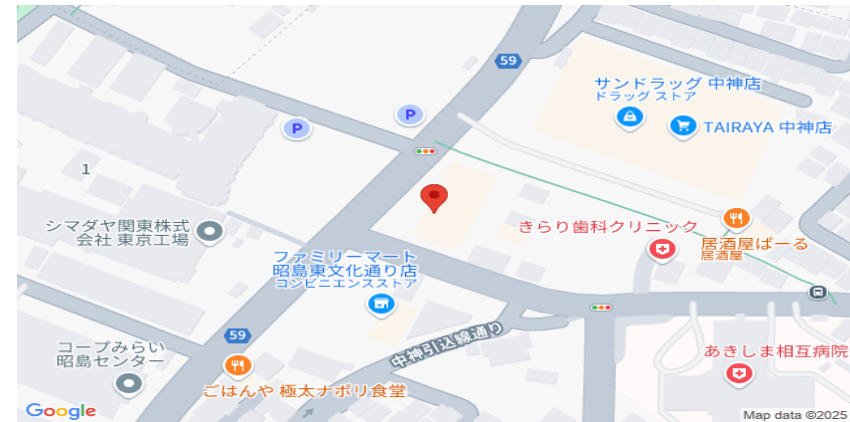 59
サンドラッグ 中神店
ドラッグ ストア
P
P
TAIRAYA 中神店
1
シマダヤ関東株式
会社 東京工場
きらり歯科クリニック
居酒屋ばーる
居酒屋
ファミリーマート
昭島東文化通り店
コンビニエンスストア
59
中神引込線通り
コープみらい
昭島センター
あきしま相互病院
ごはんや 極太ナポリ食堂
Google
Map data ©2025